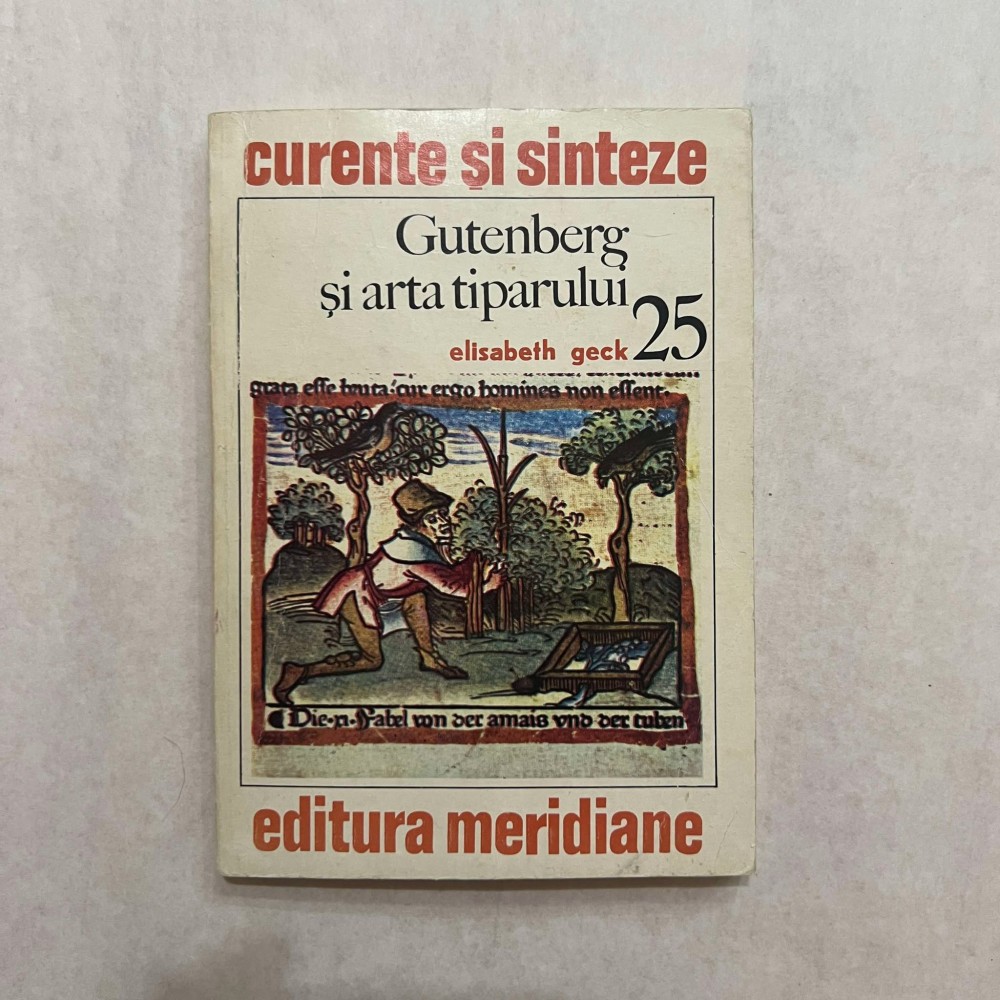 curente și sinteze
Gutenberg
și arta tiparului
25
elisabeth geck
grata esse bruta: cur ergo homines non essent.
Die .xi. Fabel von der amais vnd der tuben
editura meridiane